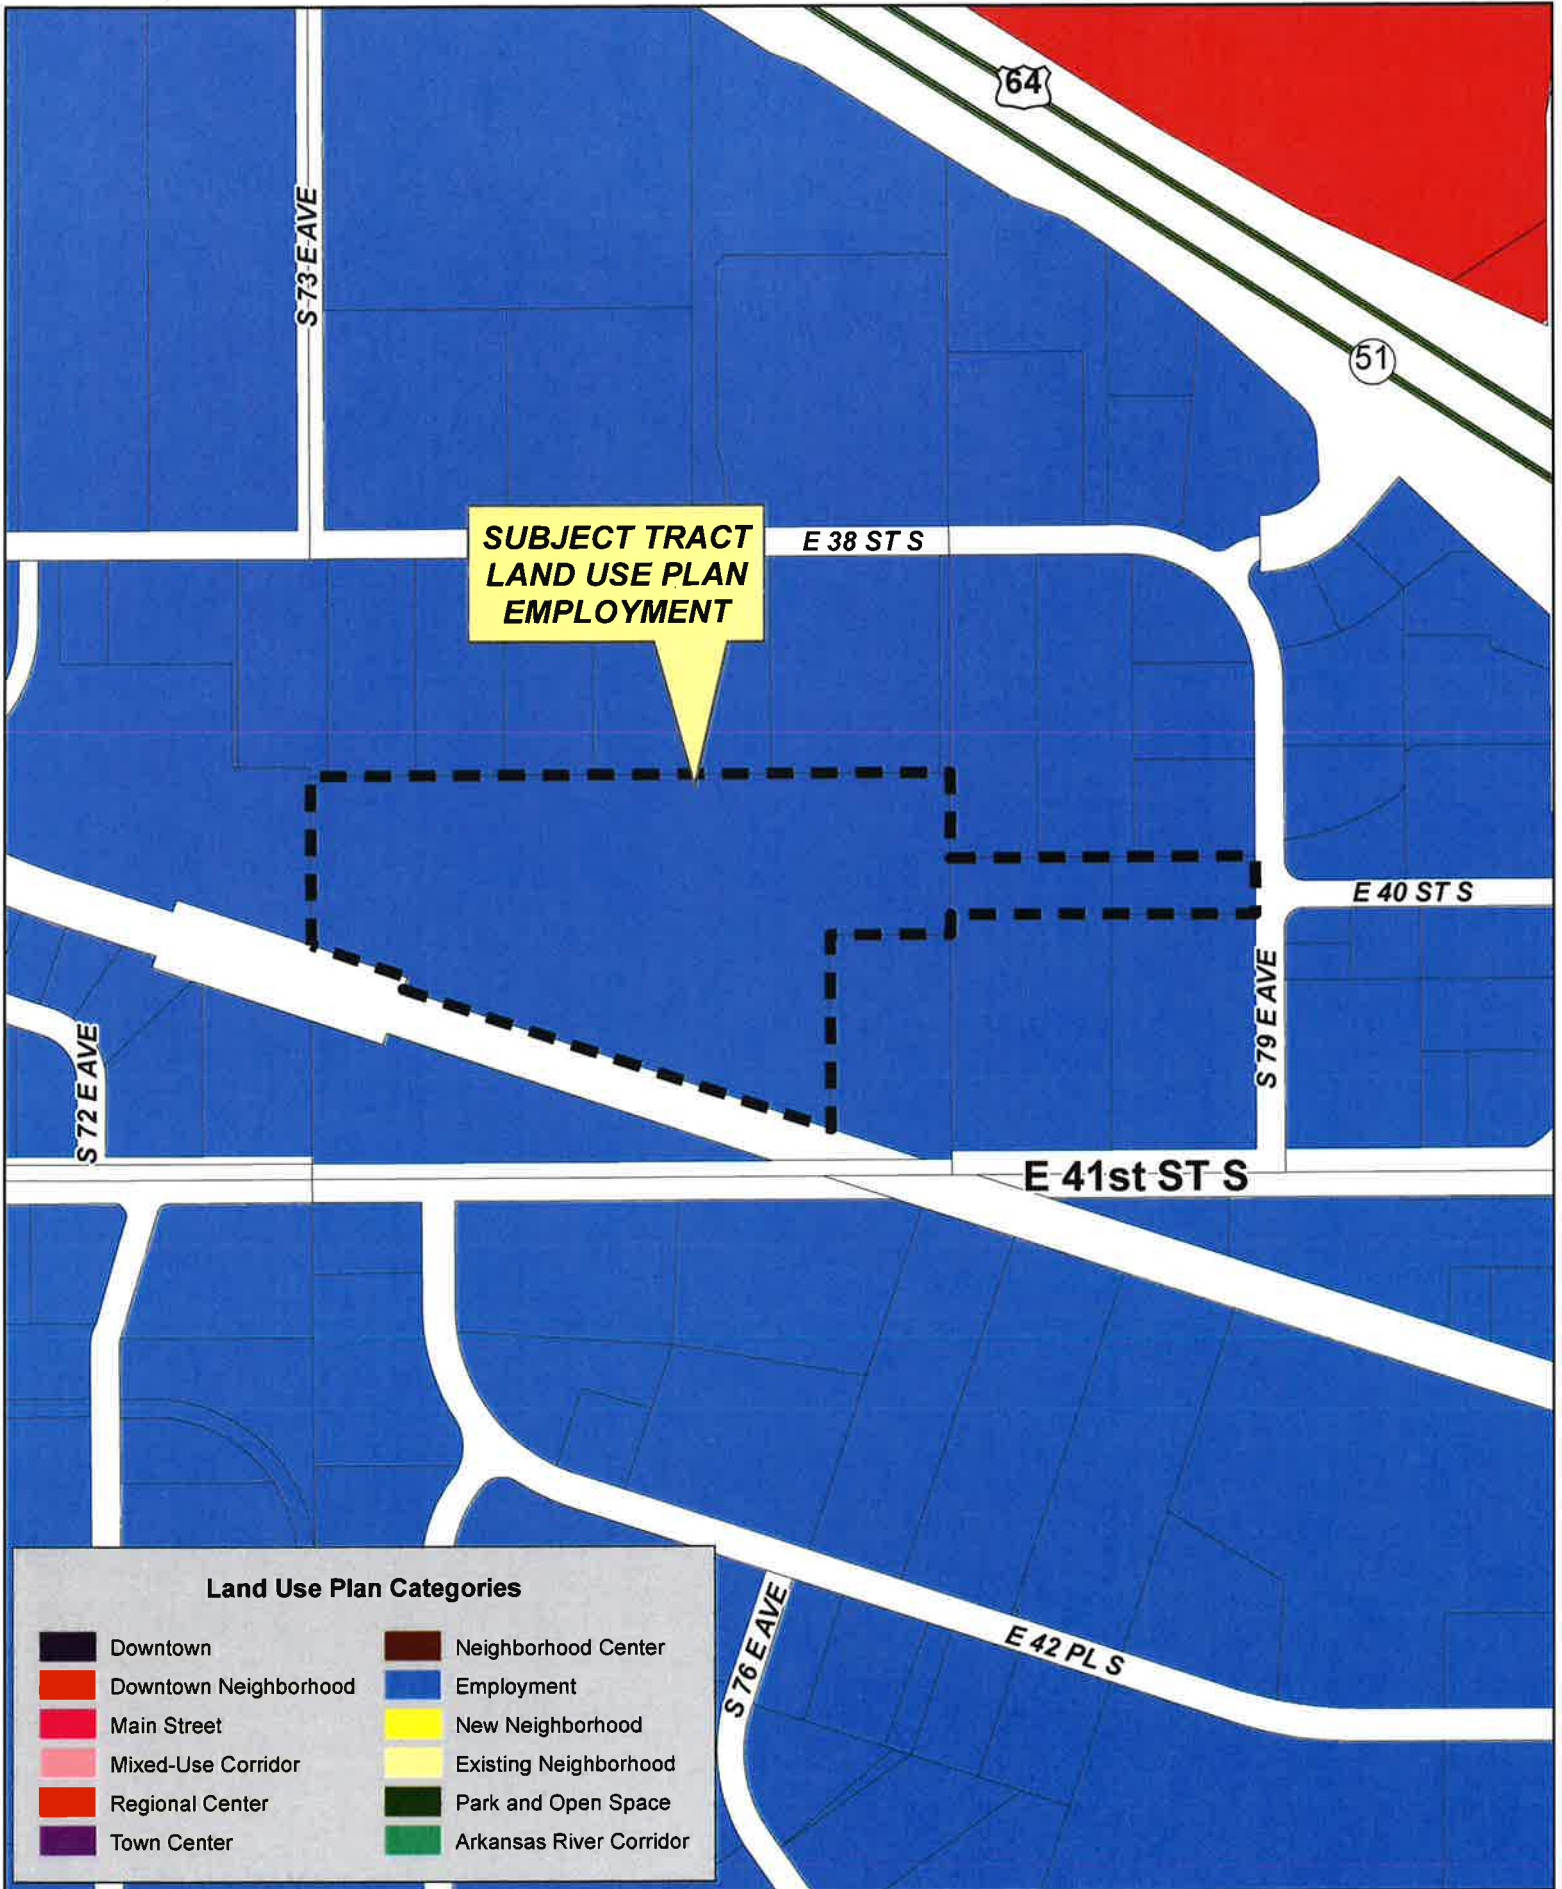 64
S 73 E AVE
51
SUBJECT TRACT
LAND USE PLAN
EMPLOYMENT
E 38 ST S
E 40 ST S
S 79 E AVE
S 72 E AVE
E 41st ST S
E 42 PL S
S 76 E AVE
Land Use Plan Categories
Downtown
Downtown Neighborhood
Main Street
Mixed-Use Corridor
Regional Center
Town Center
Neighborhood Center
Employment
New Neighborhood
Existing Neighborhood
Park and Open Space
Arkansas River Corridor